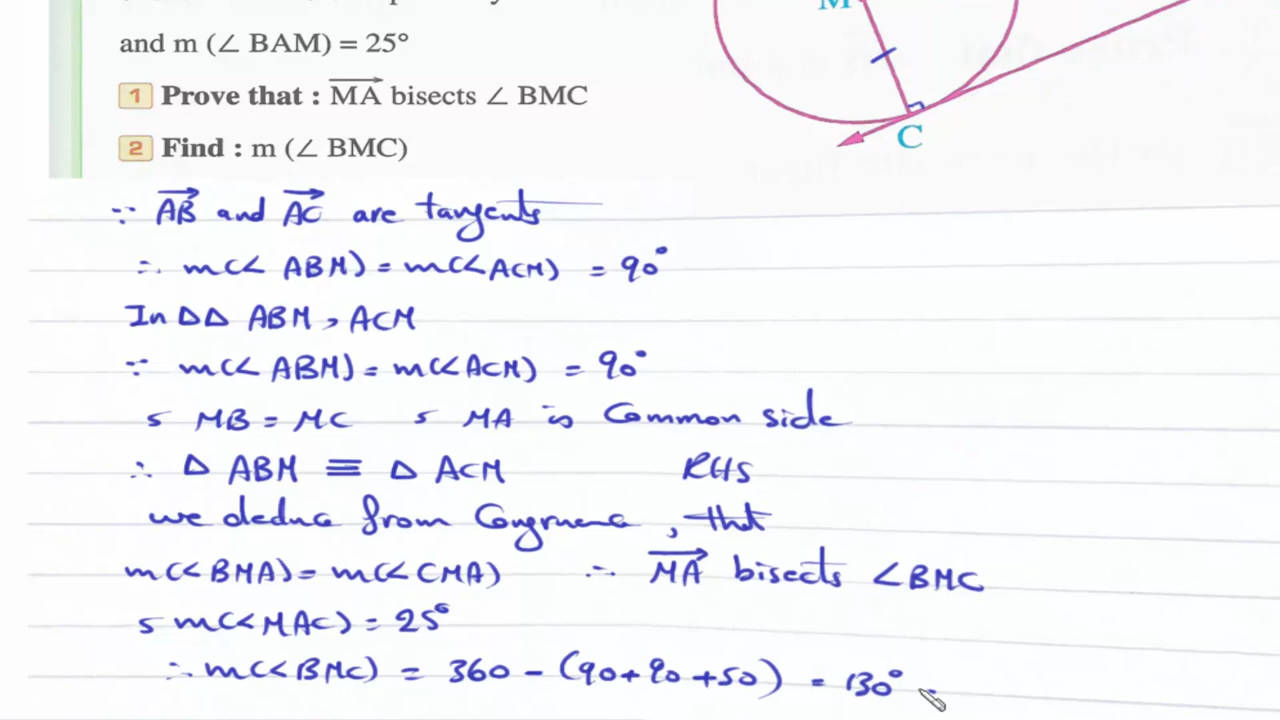 and m (∠ BAM) = 25°
M
1 Prove that : MA bisects ∠ BMC
2 Find : m (∠ BMC)
C
∵ AB and AC are tangents
∴ m(< ABM) = m(<ACM) = 90°
In ΔΔ ABM , ACM
∵ m(< ABM) = m(<ACM) = 90°
, MB = MC , MA is Common side
∴ Δ ABM ≡ Δ ACM RHS
we deduce from Congruence , that
m(<BMA) = m(<CMA) ∴ MA bisects ∠BMC
, m(<MAC) = 25°
∴ m(<BMC) = 360 - (90+90+50) = 130°